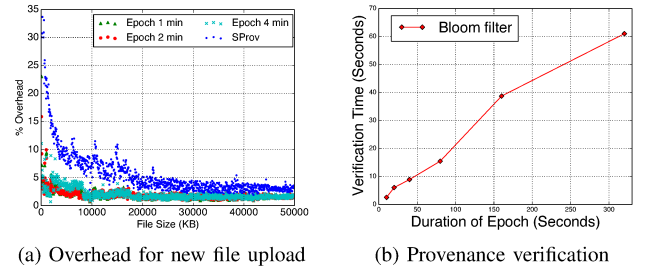 Epoch 1 min
Epoch 2 min
Epoch 4 min
SProv
% Overhead
35
30
25
20
15
10
5
0
0 10000 20000 30000 40000 50000
File Size (KB)
(a) Overhead for new file upload
Bloom filter
Verification Time (Seconds)
70
60
50
40
30
20
10
0
0 50 100 150 200 250 300
Duration of Epoch (Seconds)
(b) Provenance verification